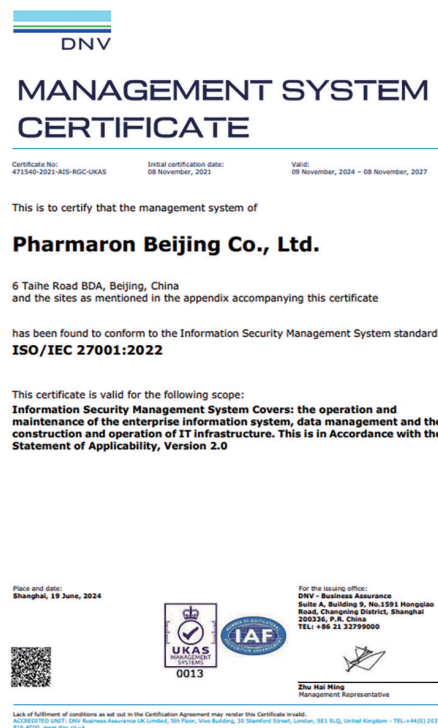 DNV
MANAGEMENT SYSTEM
CERTIFICATE
Certificate No:
471540-2021-AIS-RGC-UKAS
Initial certification date:
08 November, 2021
Valid:
09 November, 2024 – 08 November, 2027
This is to certify that the management system of
Pharmaron Beijing Co., Ltd.
6 Taihe Road BDA, Beijing, China
and the sites as mentioned in the appendix accompanying this certificate
has been found to conform to the Information Security Management System standard
ISO/IEC 27001:2022
This certificate is valid for the following scope:
Information Security Management System Covers: the operation and
maintenance of the enterprise information system, data management and the
construction and operation of IT infrastructure. This is in Accordance with the
Statement of Applicability, Version 2.0
Place and date:
Shanghai, 19 June, 2024
For the issuing office:
DNV - Business Assurance
Suite A, Building 9, No.1591 Hongqiao
Road, Changning District, Shanghai
200336, P.R. China
TEL: +86 21 32799000
UKAS
MANAGEMENT
SYSTEMS
0013
IAF
Zhu Hai Ming
Management Representative
Lack of fulfilment of conditions as set out in the Certification Agreement may render this Certificate invalid.
ACCREDITED UNIT: DNV Business Assurance UK Limited, 5th Floor, Vivo Building, 30 Stamford Street, London, SE1 9LQ, United Kingdom - TEL:+44(0) 203